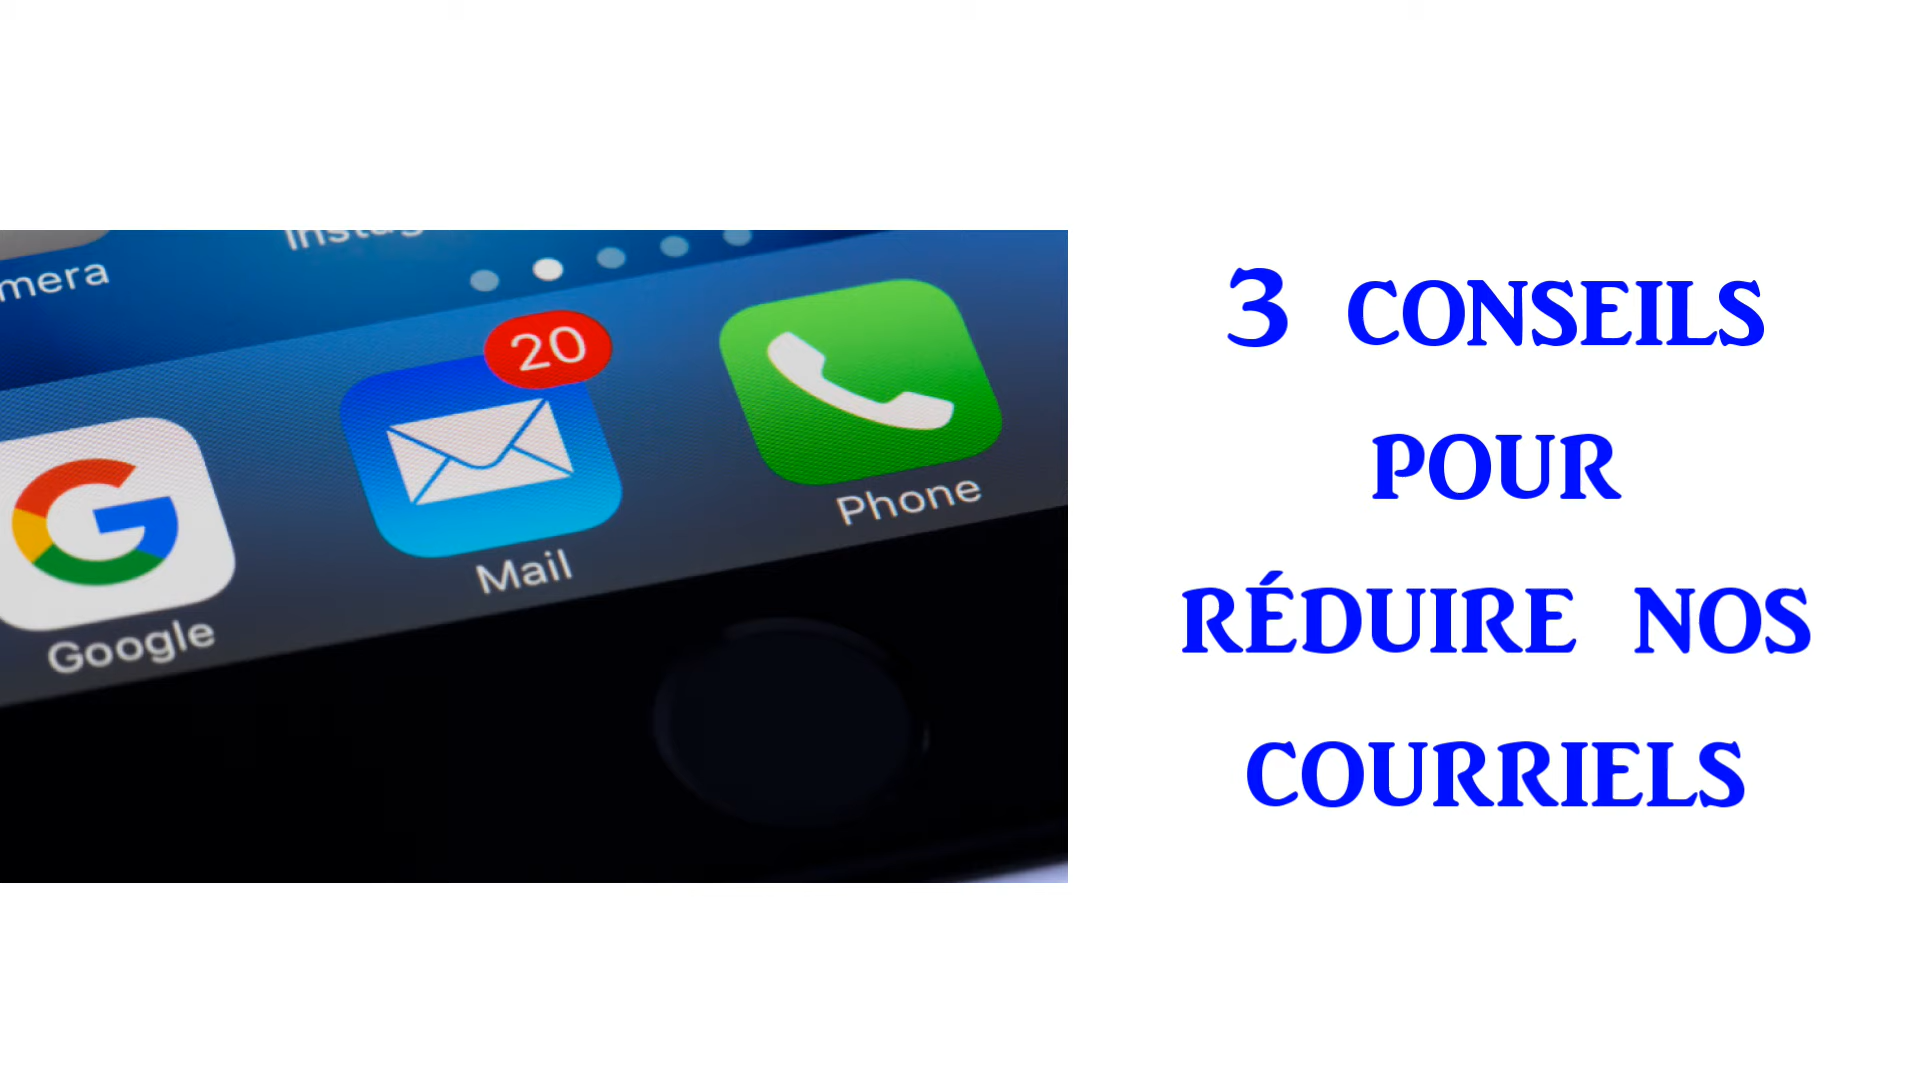 mera
20
Google
Mail
Phone
3 CONSEILS
POUR
RÉDUIRE NOS
COURRIELS